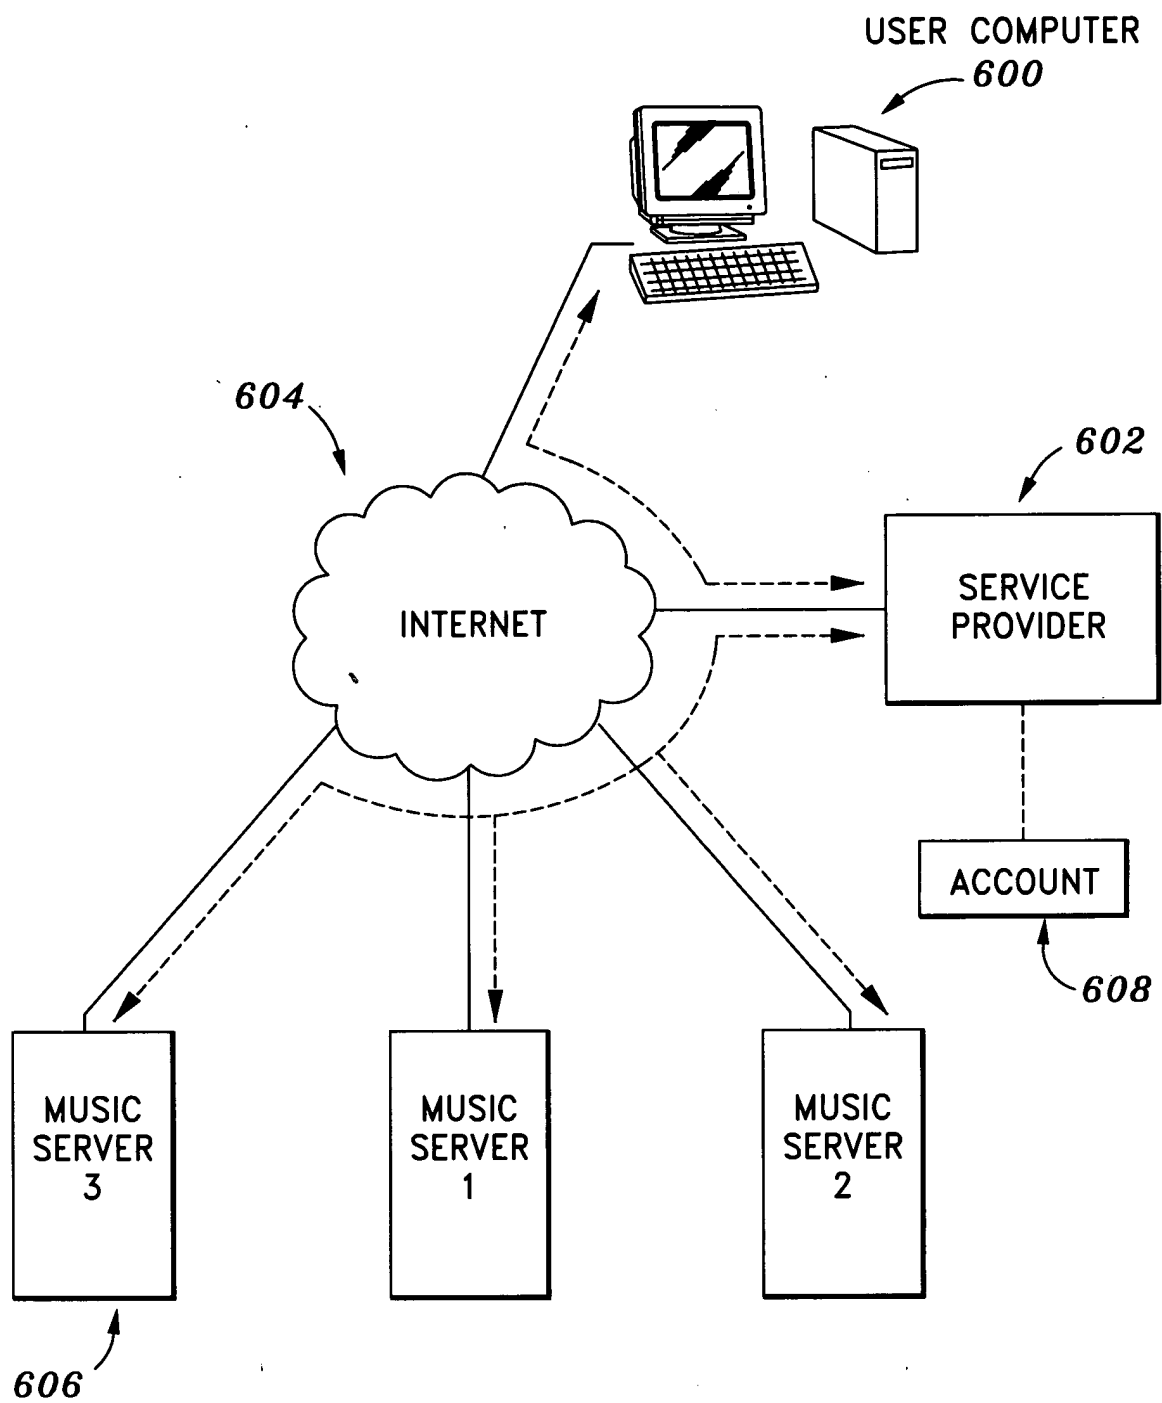 USER COMPUTER
600
604
602
SERVICE
PROVIDER
INTERNET
ACCOUNT
608
MUSIC
SERVER
3
MUSIC
SERVER
1
MUSIC
SERVER
2
606